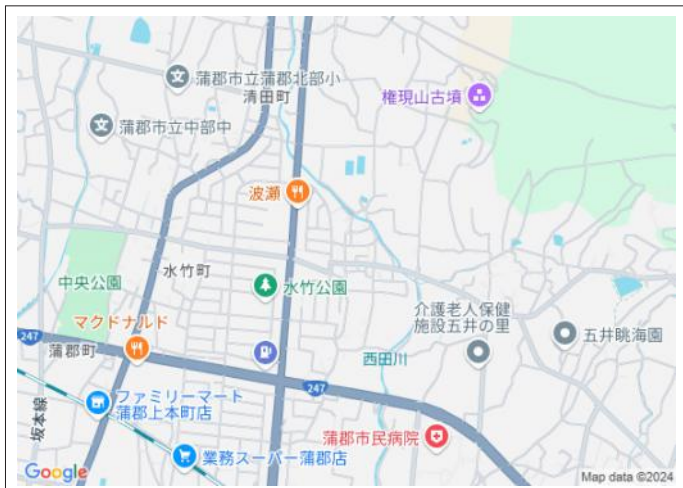 蒲郡市立蒲郡北部小
清田町
権現山古墳
蒲郡市立中部中
波瀬
水竹町
中央公園
水竹公園
介護老人保健
施設五井の里
マクドナルド
五井眺海園
247
蒲郡町
西田川
247
ファミリーマート
蒲郡上本町店
坂本線
蒲郡市民病院
業務スーパー蒲郡店
Google
Map data ©2024